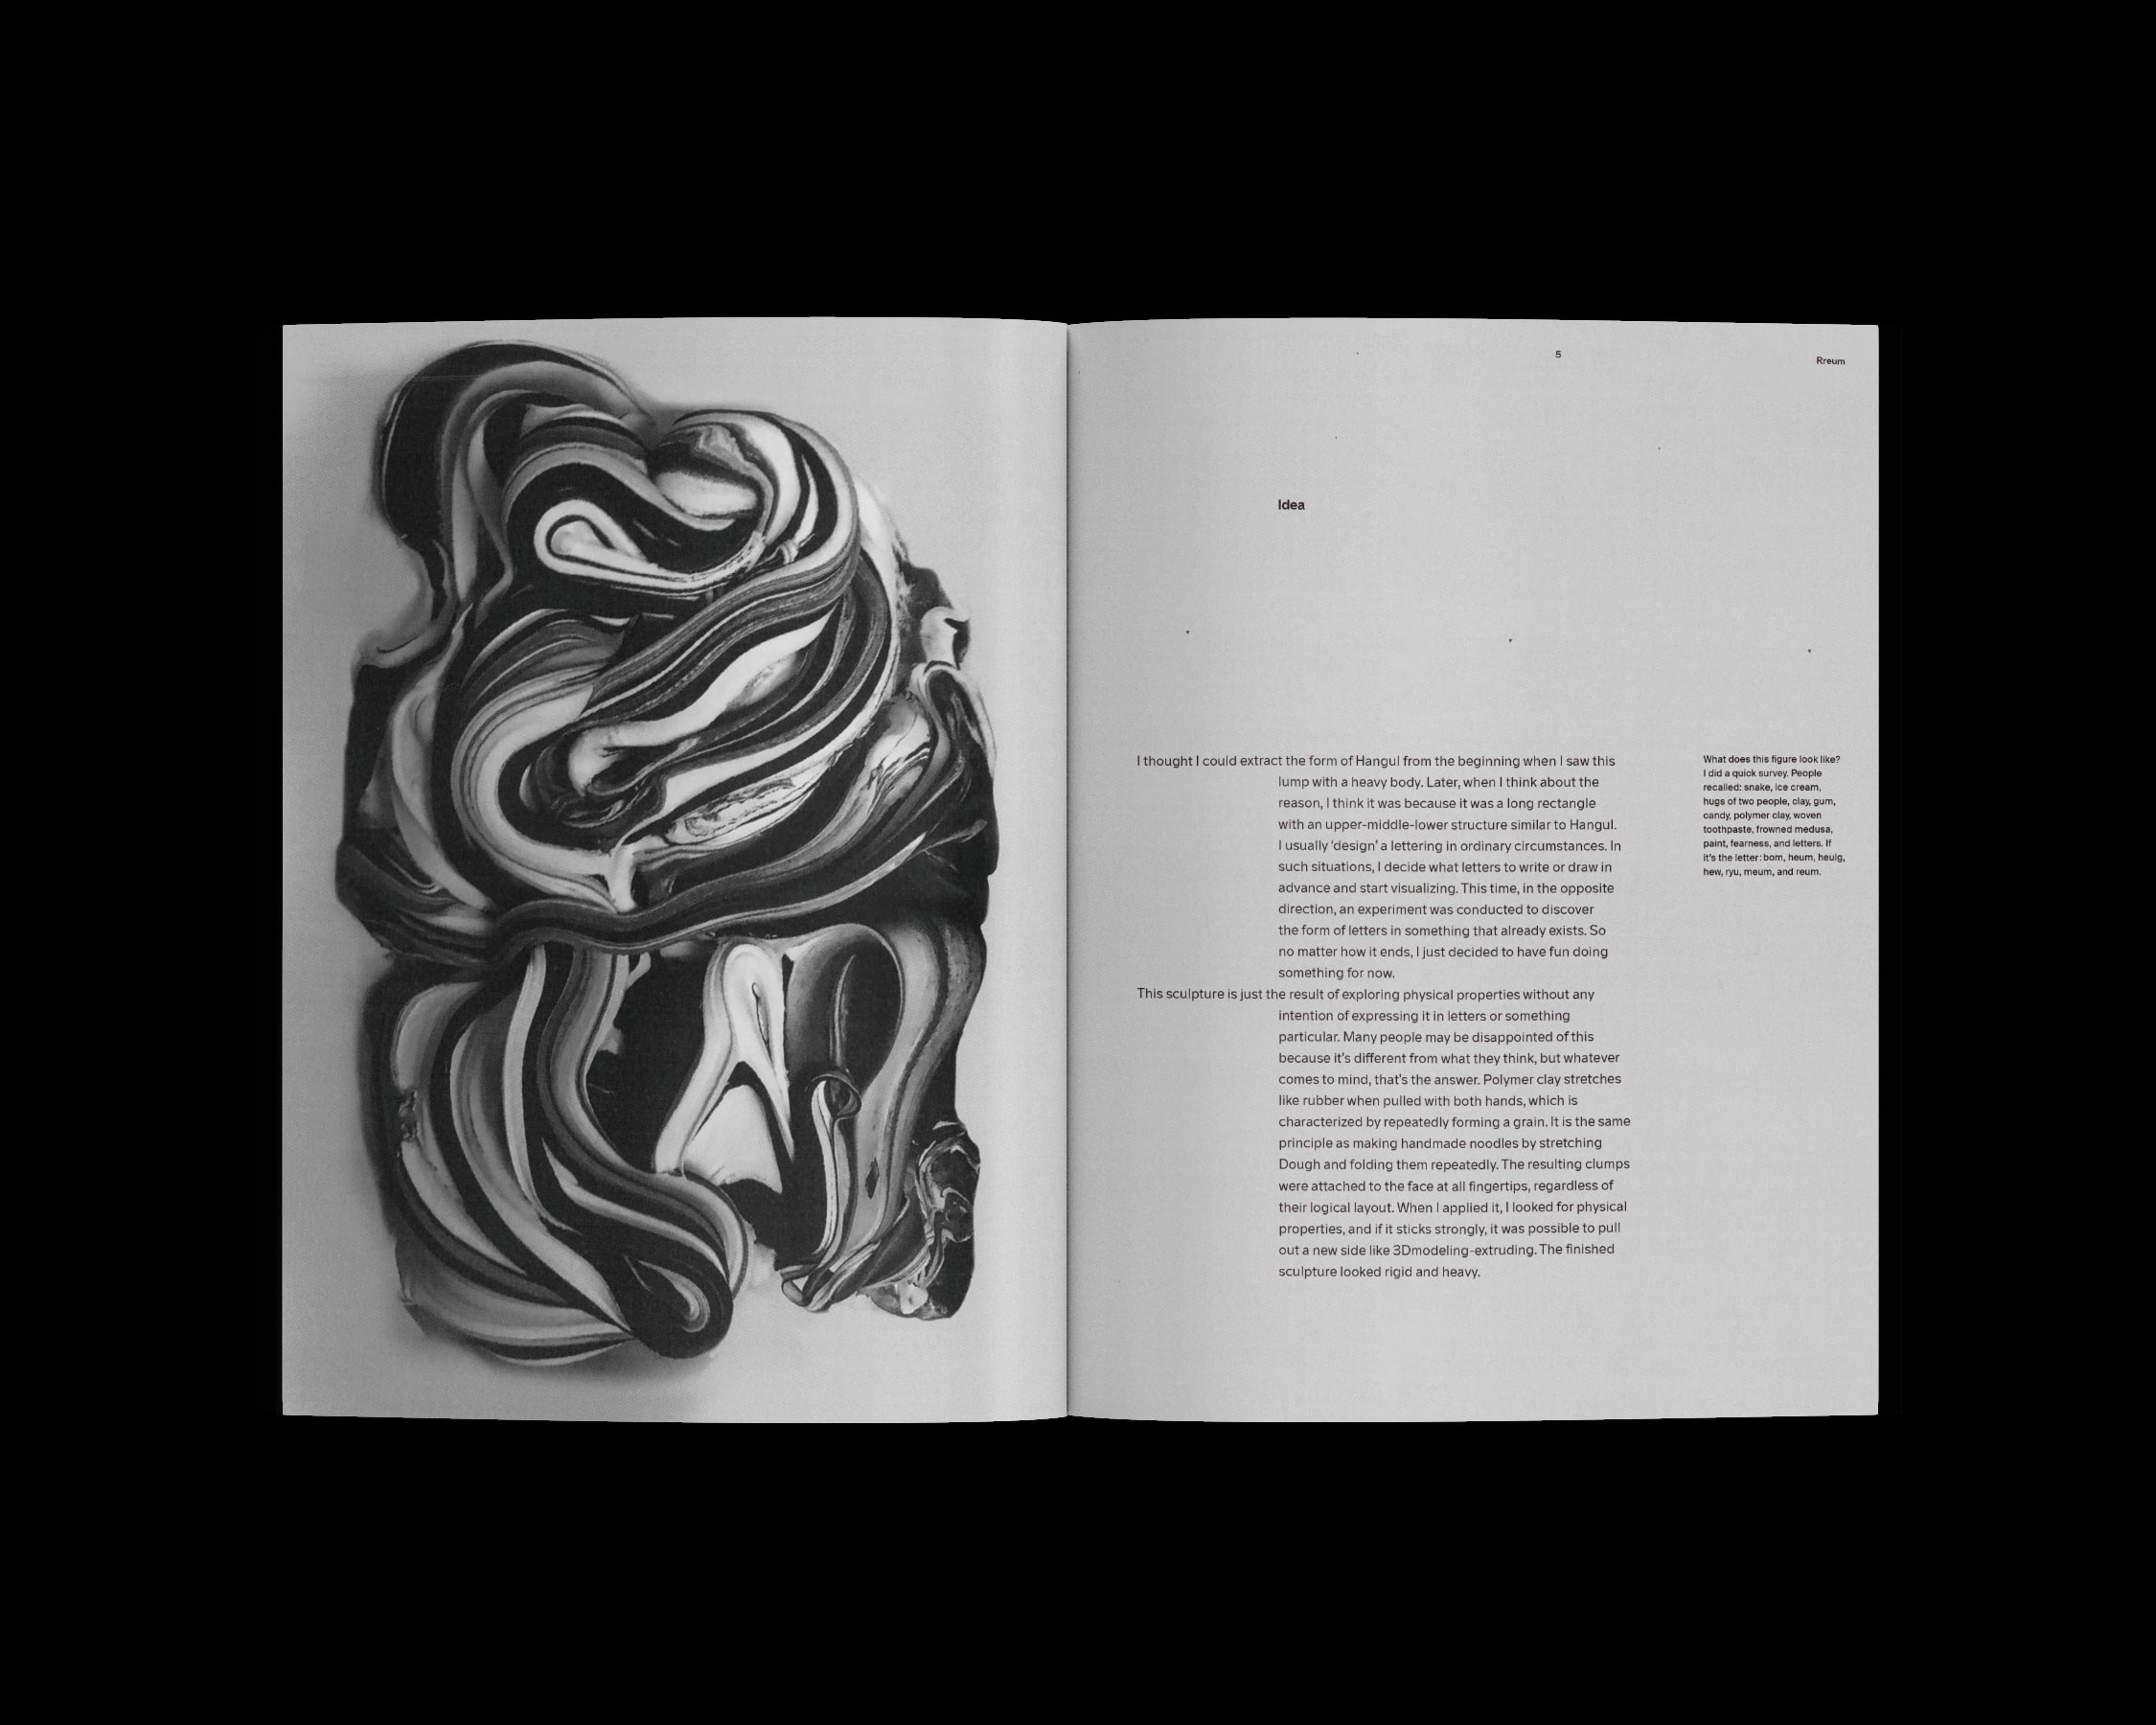 5
Rreum
Idea
I thought I could extract the form of Hangul from the beginning when I saw this
lump with a heavy body. Later, when I think about the
reason, I think it was because it was a long rectangle
with an upper-middle-lower structure similar to Hangul.
I usually ‘design’ a lettering in ordinary circumstances. In
such situations, I decide what letters to write or draw in
advance and start visualizing. This time, in the opposite
direction, an experiment was conducted to discover
the form of letters in something that already exists. So
no matter how it ends, I just decided to have fun doing
something for now.
This sculpture is just the result of exploring physical properties without any
intention of expressing it in letters or something
particular. Many people may be disappointed of this
because it’s different from what they think, but whatever
comes to mind, that’s the answer. Polymer clay stretches
like rubber when pulled with both hands, which is
characterized by repeatedly forming a grain. It is the same
principle as making handmade noodles by stretching
Dough and folding them repeatedly. The resulting clumps
were attached to the face at all fingertips, regardless of
their logical layout. When I applied it, I looked for physical
properties, and if it sticks strongly, it was possible to pull
out a new side like 3Dmodeling-extruding. The finished
sculpture looked rigid and heavy.
What does this figure look like?
I did a quick survey. People
recalled: snake, ice cream,
hugs of two people, clay, gum,
candy, polymer clay, woven
toothpaste, frowned medusa,
paint, fearness, and letters. If
it’s the letter: bom, heum, heulg,
hew, ryu, meum, and reum.